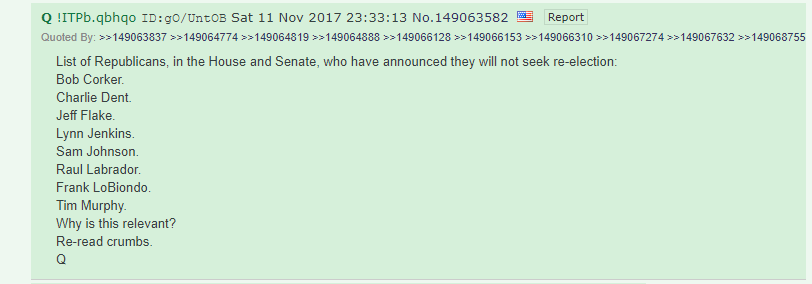 Q !ITPb.qbhqo ID:gO/UntOB Sat 11 Nov 2017 23:33:13 No.149063582 Report
Quoted By: >>149063837 >>149064774 >>149064819 >>149064888 >>149066128 >>149066153 >>149066310 >>149067274 >>149067632 >>149068755
List of Republicans, in the House and Senate, who have announced they will not seek re-election:
Bob Corker.
Charlie Dent.
Jeff Flake.
Lynn Jenkins.
Sam Johnson.
Raul Labrador.
Frank LoBiondo.
Tim Murphy.
Why is this relevant?
Re-read crumbs.
Q